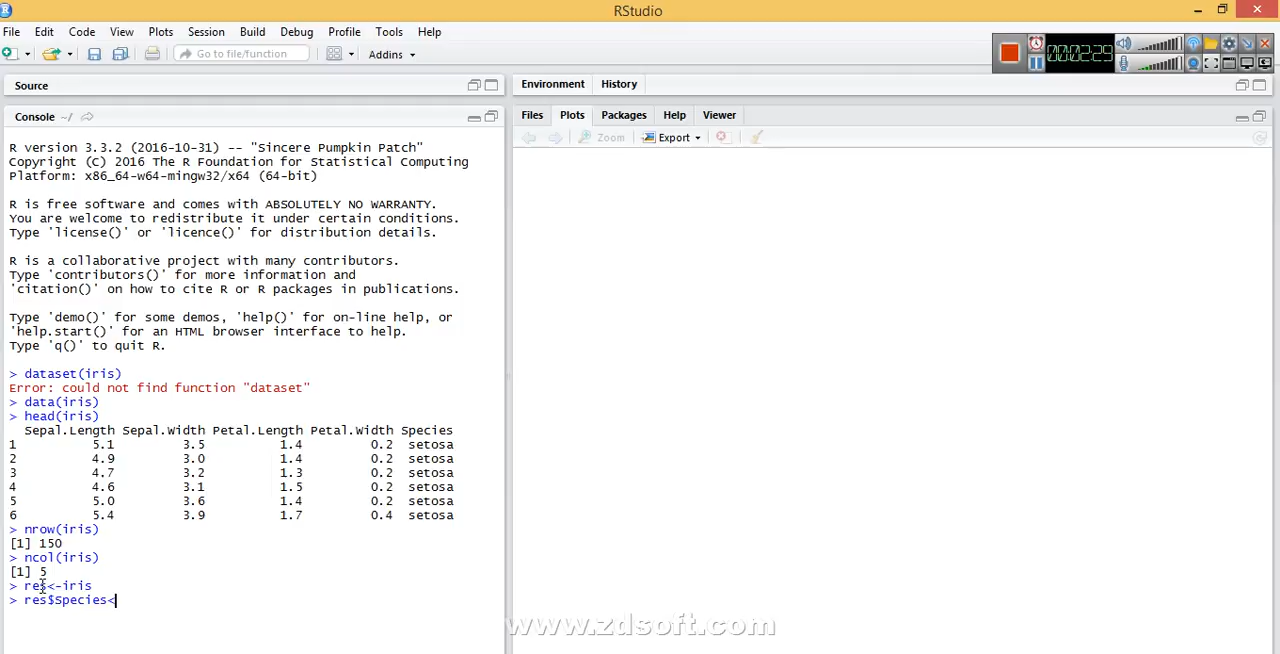 RStudio
File Edit Code View Plots Session Build Debug Profile Tools Help
Go to file/function Addins
00:02:29
Source
Environment History
Console ~/
Files Plots Packages Help Viewer
Zoom Export
R version 3.3.2 (2016-10-31) -- "Sincere Pumpkin Patch"
Copyright (C) 2016 The R Foundation for Statistical Computing
Platform: x86_64-w64-mingw32/x64 (64-bit)
R is free software and comes with ABSOLUTELY NO WARRANTY.
You are welcome to redistribute it under certain conditions.
Type 'license()' or 'licence()' for distribution details.
R is a collaborative project with many contributors.
Type 'contributors()' for more information and
'citation()' on how to cite R or R packages in publications.
Type 'demo()' for some demos, 'help()' for on-line help, or
'help.start()' for an HTML browser interface to help.
Type 'q()' to quit R.
> dataset(iris)
Error: could not find function "dataset"
> data(iris)
> head(iris)
Sepal.Length Sepal.Width Petal.Length Petal.Width Species
1 5.1 3.5 1.4 0.2 setosa
2 4.9 3.0 1.4 0.2 setosa
3 4.7 3.2 1.3 0.2 setosa
4 4.6 3.1 1.5 0.2 setosa
5 5.0 3.6 1.4 0.2 setosa
6 5.4 3.9 1.7 0.4 setosa
> nrow(iris)
[1] 150
> ncol(iris)
[1] 5
> res<-iris
> res$Species<
www.zdsoft.com